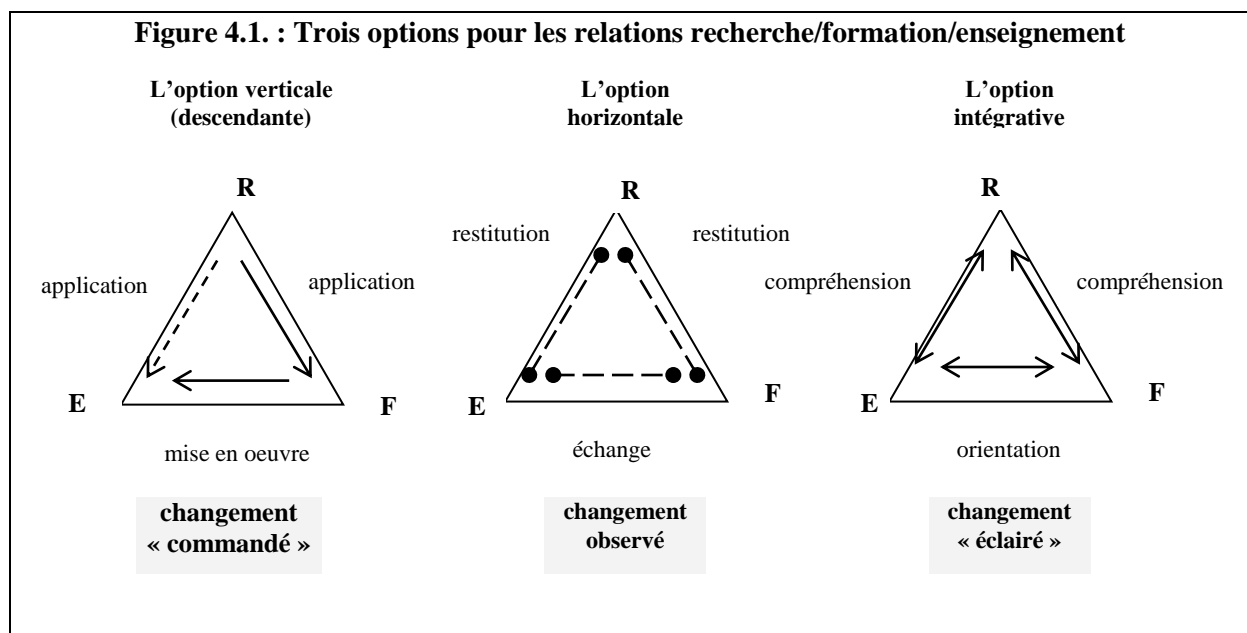 Figure 4.1. : Trois options pour les relations recherche/formation/enseignement
L’option verticale
(descendante)
R
application
application
E
F
mise en oeuvre
changement
« commandé »
L’option
horizontale
R
restitution
restitution
E
F
échange
changement
observé
L’option
intégrative
R
compréhension
compréhension
E
F
orientation
changement
« éclairé »